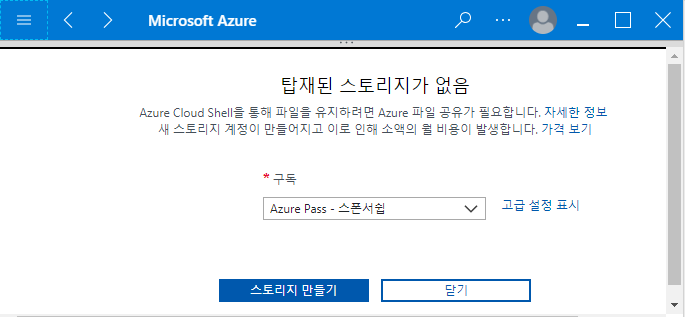 Microsoft Azure
탑재된 스토리지가 없음
Azure Cloud Shell을 통해 파일을 유지하려면 Azure 파일 공유가 필요합니다. 자세한 정보
새 스토리지 계정이 만들어지고 이로 인해 소액의 월 비용이 발생합니다. 가격 보기
* 구독
Azure Pass - 스폰서쉽
고급 설정 표시
스토리지 만들기
닫기